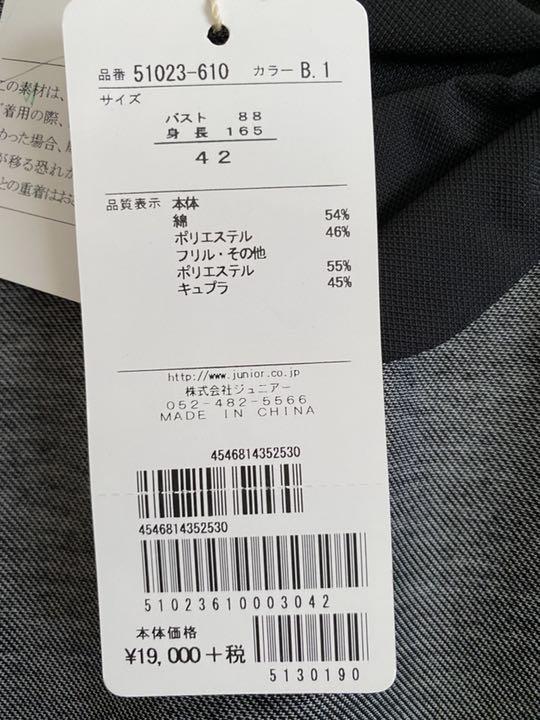 この素材は、
着用の際、
わった場合、
が移る恐れが
との重着はお
品番 51023-610 カラー B.1
サイズ
バスト 88
身長 165
42
品質表示 本体
綿 54%
ポリエステル 46%
フリル・その他
ポリエステル 55%
キュプラ 45%
http://www.junior.co.jp
株式会社ジュニアー
052-482-5566
MADE IN CHINA
4546814352530
4546814352530
51023610003042
本体価格
¥19,000+税
5130190